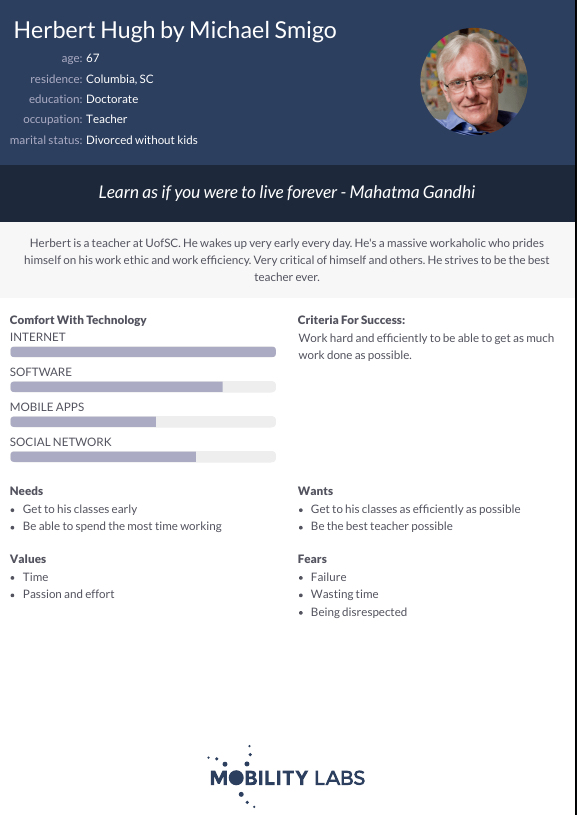 Herbert Hugh by Michael Smigo
age: 67
residence: Columbia, SC
education: Doctorate
occupation: Teacher
marital status: Divorced without kids
Learn as if you were to live forever - Mahatma Gandhi
Herbert is a teacher at UofSC. He wakes up very early every day. He's a massive workaholic who prides
himself on his work ethic and work efficiency. Very critical of himself and others. He strives to be the best
teacher ever.
Comfort With Technology
INTERNET
SOFTWARE
MOBILE APPS
SOCIAL NETWORK
Criteria For Success:
Work hard and efficiently to be able to get as much
work done as possible.
Needs
• Get to his classes early
• Be able to spend the most time working
Wants
• Get to his classes as efficiently as possible
• Be the best teacher possible
Values
• Time
• Passion and effort
Fears
• Failure
• Wasting time
• Being disrespected
MOBILITY LABS